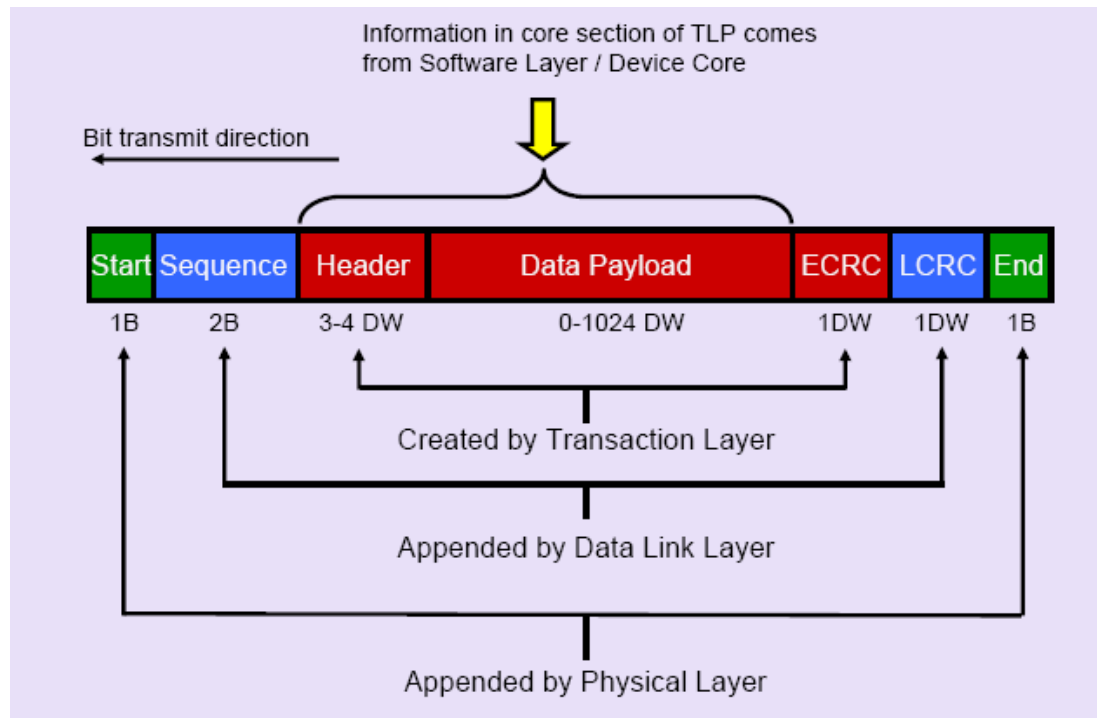 Information in core section of TLP comes
from Software Layer / Device Core
Bit transmit direction
Start Sequence Header Data Payload ECRC LCRC End
1B 2B 3-4 DW 0-1024 DW 1DW 1DW 1B
Created by Transaction Layer
Appended by Data Link Layer
Appended by Physical Layer